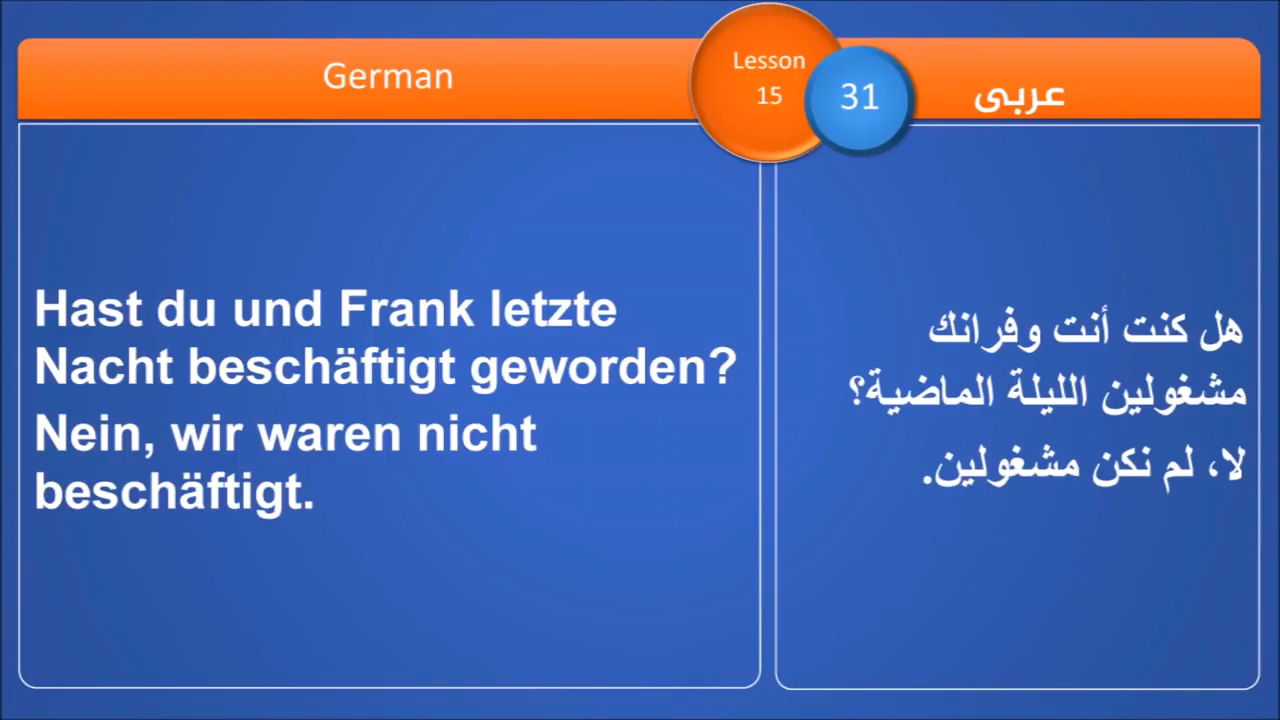 German
Lesson
15
31
عربى
Hast du und Frank letzte
Nacht beschäftigt geworden?
Nein, wir waren nicht
beschäftigt.
هل كنت أنت وفرانك
مشغولين الليلة الماضية؟
لا، لم نكن مشغولين.